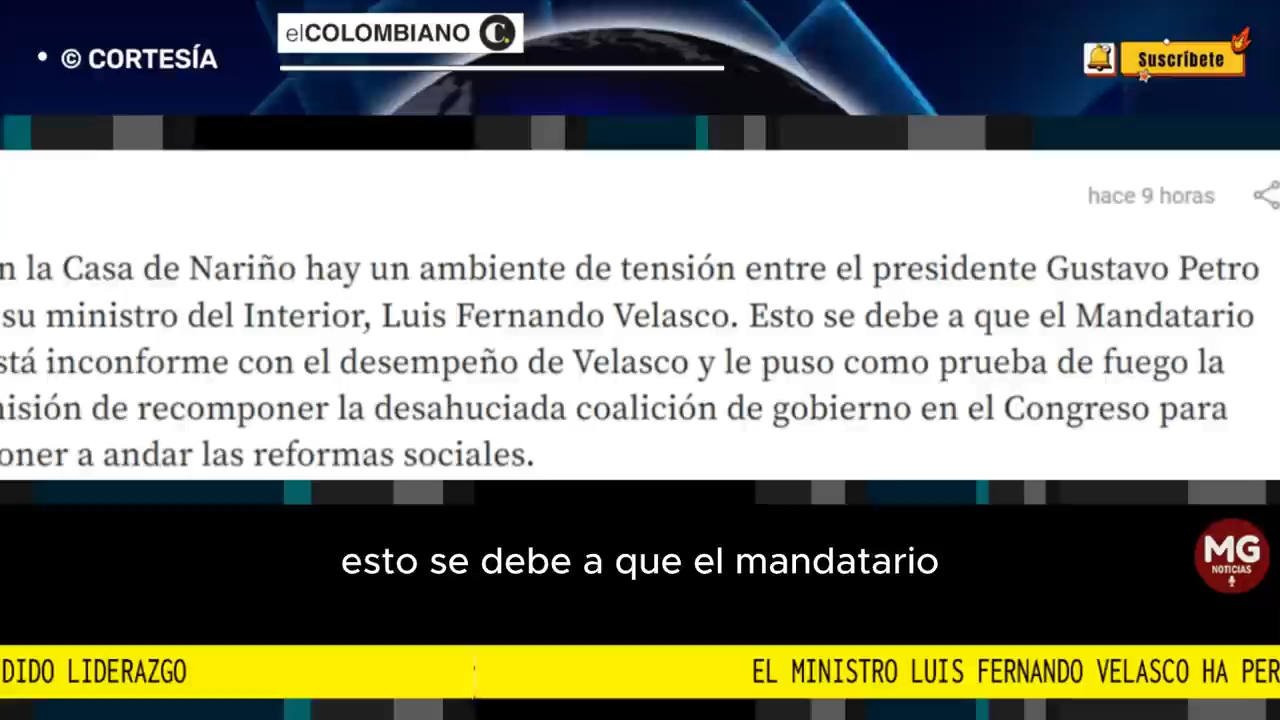 elCOLOMBIANO C.
• © CORTESÍA
Suscríbete
hace 9 horas
n la Casa de Nariño hay un ambiente de tensión entre el presidente Gustavo Petro
su ministro del Interior, Luis Fernando Velasco. Esto se debe a que el Mandatario
stá inconforme con el desempeño de Velasco y le puso como prueba de fuego la
isión de recomponer la desahuciada coalición de gobierno en el Congreso para
oner a andar las reformas sociales.
esto se debe a que el mandatario
MG
NOTICIAS
DIDO LIDERAZGO
EL MINISTRO LUIS FERNANDO VELASCO HA PER